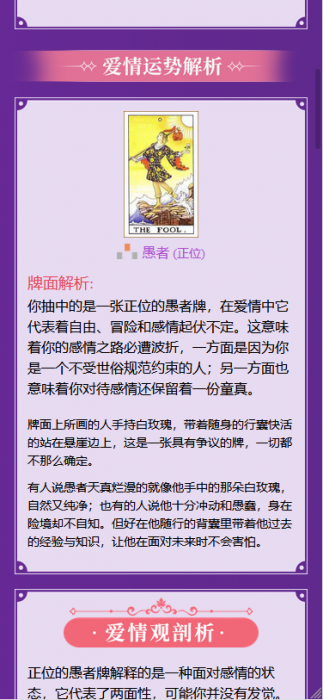 爱情运势解析
THE FOOL.
愚者 (正位)
牌面解析:
你抽中的是一张正位的愚者牌，在爱情中它
代表着自由、冒险和感情起伏不定。这意味
着你的感情之路必遭波折，一方面是因为你
是一个不受世俗规范约束的人；另一方面也
意味着你对待感情还保留着一份童真。
牌面上所画的人手持白玫瑰，带着随身的行囊快活
的站在悬崖边上，这是一张具有争议的牌，一切都
不那么确定。
有人说愚者天真烂漫的就像他手中的那朵白玫瑰，
自然又纯净；也有的人说他十分冲动和愚蠢，身在
险境却不自知。但好在他随行的背囊里带着他过去
的经验与知识，让他在面对未来时不会害怕。
·爱情观剖析·
正位的愚者牌解释的是一种面对感情的状
态，它代表了两面性，可能你并没有发觉。